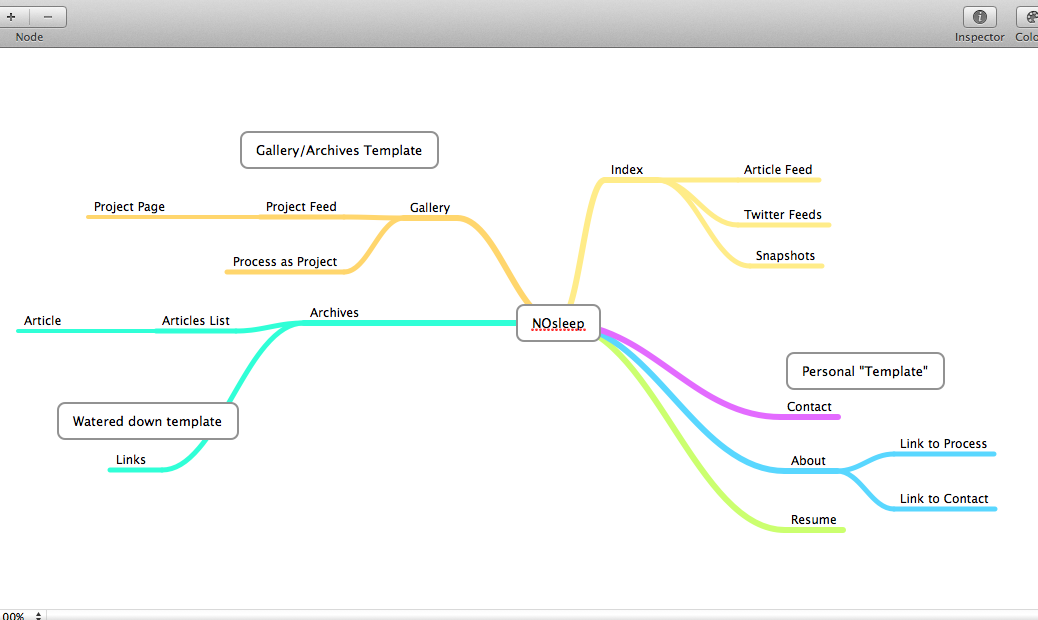 + −
Node
Inspector
Colo
Gallery/Archives Template
Index
Article Feed
Project Page
Project Feed
Gallery
Twitter Feeds
Process as Project
Snapshots
Archives
Article
Articles List
NOsleep
Personal "Template"
Contact
Watered down template
Link to Process
Links
About
Link to Contact
Resume
00%